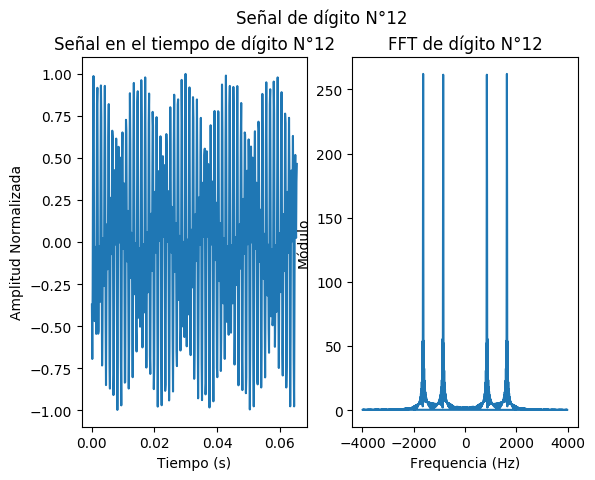 Señal de dígito N°12
Señal en el tiempo de dígito N°12
FFT de dígito N°12
1.00
0.75
0.50
0.25
0.00
-0.25
-0.50
-0.75
-1.00
Amplitud Normalizada
0.00 0.02 0.04 0.06
Tiempo (s)
250
200
150
100
50
0
Módulo
-4000 -2000 0 2000 4000
Frequencia (Hz)